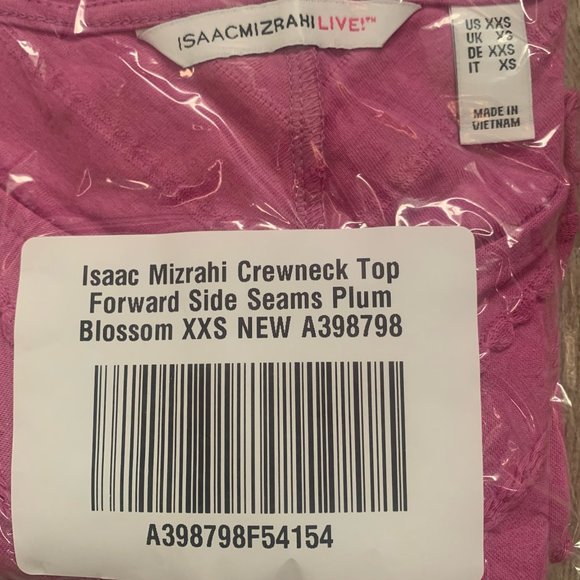 ISAACMIZRAHILIVE!™
US XXS
UK XS
DE XXS
IT XS
MADE IN
VIETNAM
Isaac Mizrahi Crewneck Top
Forward Side Seams Plum
Blossom XXS NEW A398798
A398798F54154